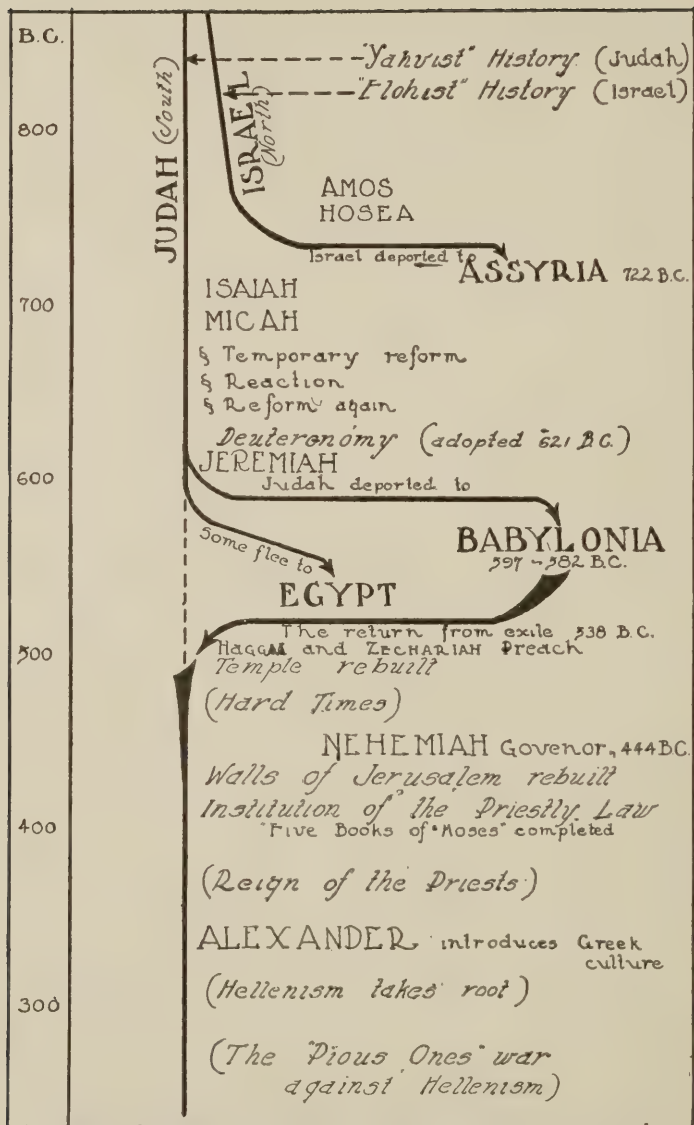 B.C.
"Yahvist" History (Judah)
"Elohist" History (Israel)
800
JUDAH (South)
ISRAEL (North)
AMOS
HOSEA
Israel deported to
ASSYRIA 722 B.C.
700
ISAIAH
MICAH
§ Temporary reform
§ Reaction
§ Reform again
Deuteronomy (adopted 621 B.C.)
600
JEREMIAH
Judah deported to
Some flee to
BABYLONIA
597-582 B.C.
EGYPT
The return from exile 538 B.C.
500
HAGGAI and ZECHARIAH Preach
Temple rebuilt
(Hard Times)
NEHEMIAH Govenor, 444 B.C.
Walls of Jerusalem rebuilt
Institution of the Priestly Law
400
"Five Books of "Moses" completed
(Reign of the Priests)
ALEXANDER introduces Greek
culture
300
(Hellenism takes root)
(The "Pious Ones" war
against Hellenism)